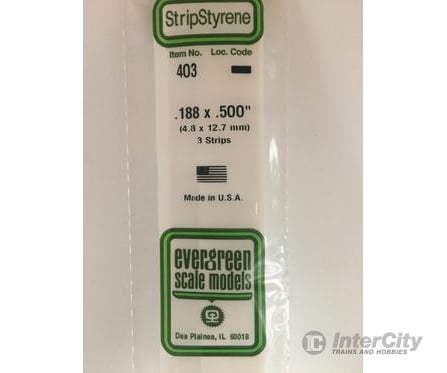 StripStyrene
Item No. Loc. Code
403
.188 x .500"
(4.8 x 12.7 mm)
3 Strips
Made in U.S.A.
evergreen
scale models
Des Plaines, IL 60018
InterCity
TRAINS AND HOBBIES